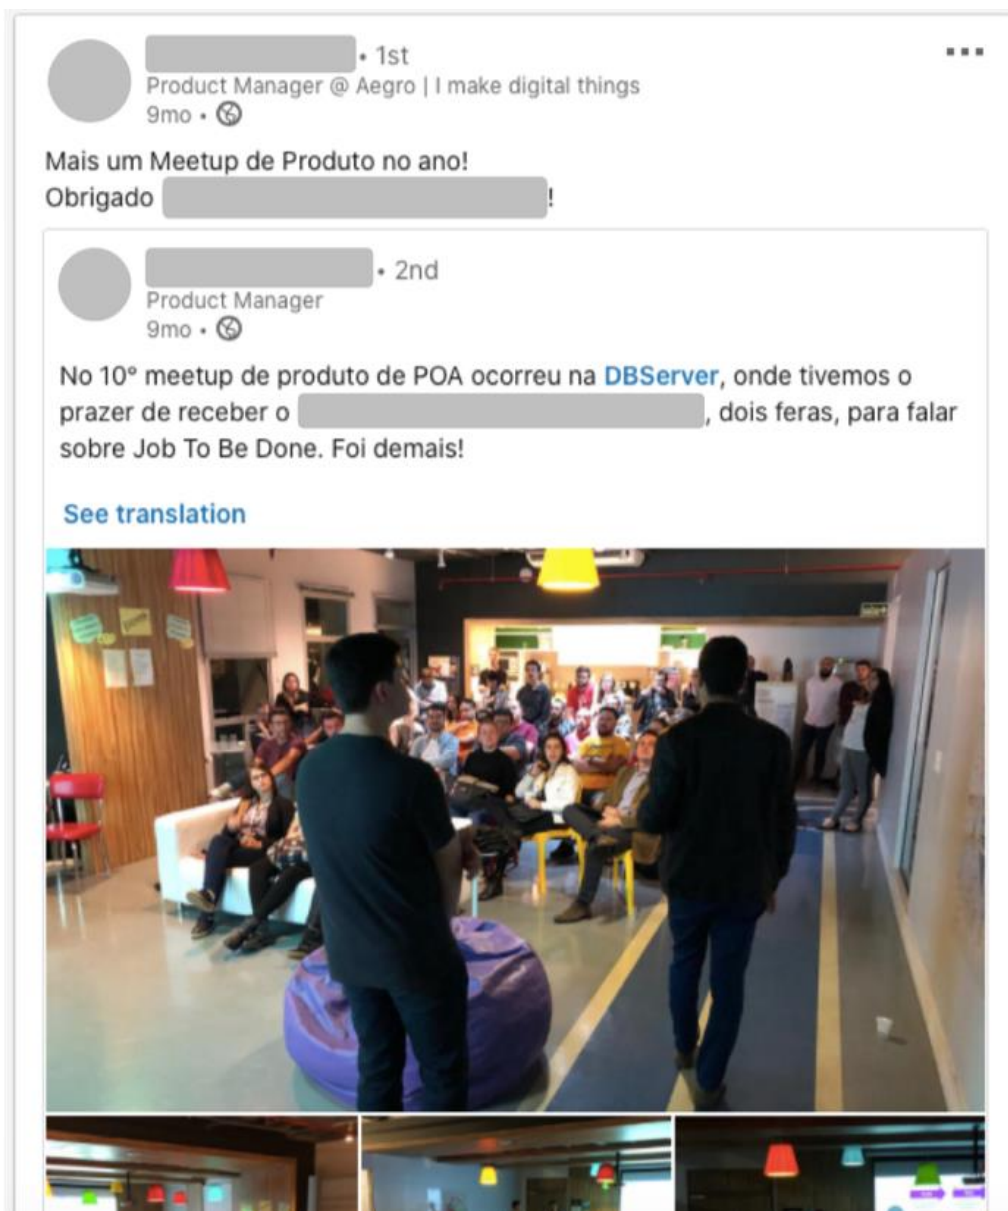 • 1st
Product Manager @ Aegro | I make digital things
9mo •
Mais um Meetup de Produto no ano!
Obrigado !
• 2nd
Product Manager
9mo •
No 10° meetup de produto de POA ocorreu na DBServer, onde tivemos o
prazer de receber o , dois feras, para falar
sobre Job To Be Done. Foi demais!
See translation